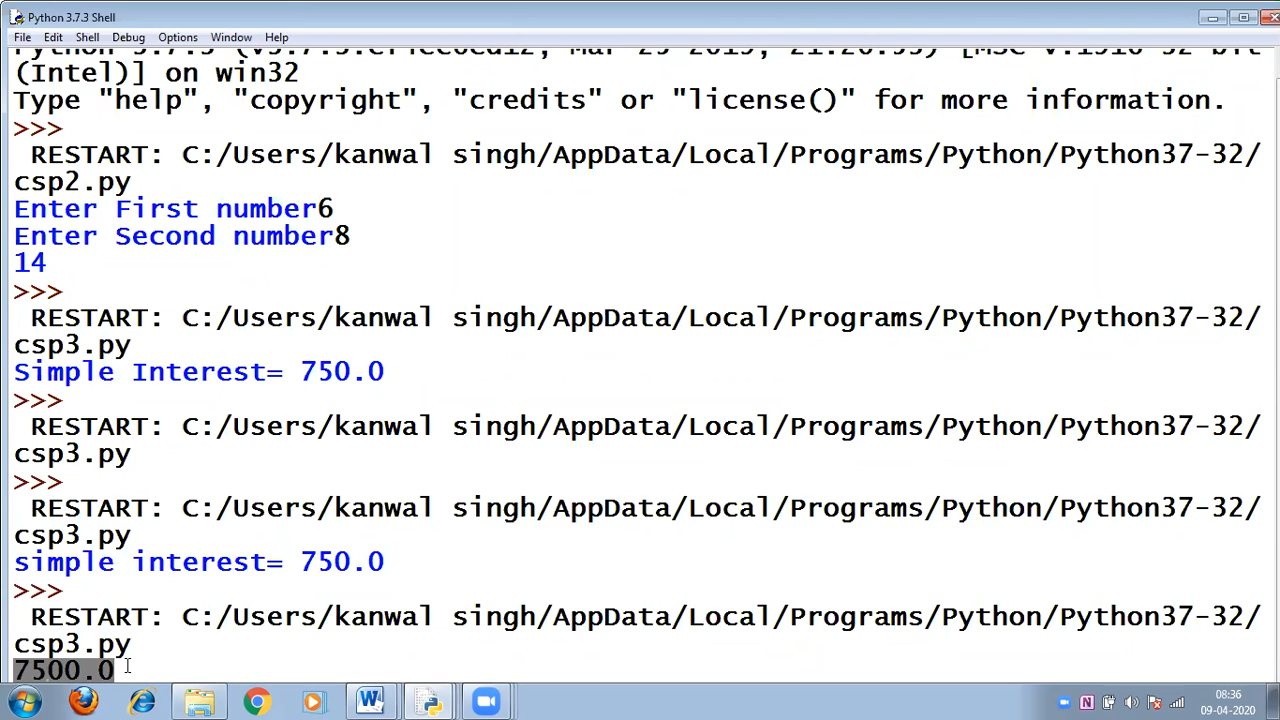 Python 3.7.3 Shell
File Edit Shell Debug Options Window Help
(Intel)] on win32
Type "help", "copyright", "credits" or "license()" for more information.
>>>
RESTART: C:/Users/kanwal singh/AppData/Local/Programs/Python/Python37-32/
csp2.py
Enter First number6
Enter Second number8
14
>>>
RESTART: C:/Users/kanwal singh/AppData/Local/Programs/Python/Python37-32/
csp3.py
Simple Interest= 750.0
>>>
RESTART: C:/Users/kanwal singh/AppData/Local/Programs/Python/Python37-32/
csp3.py
>>>
RESTART: C:/Users/kanwal singh/AppData/Local/Programs/Python/Python37-32/
csp3.py
simple interest= 750.0
>>>
RESTART: C:/Users/kanwal singh/AppData/Local/Programs/Python/Python37-32/
csp3.py
7500.0
08:36
09-04-2020